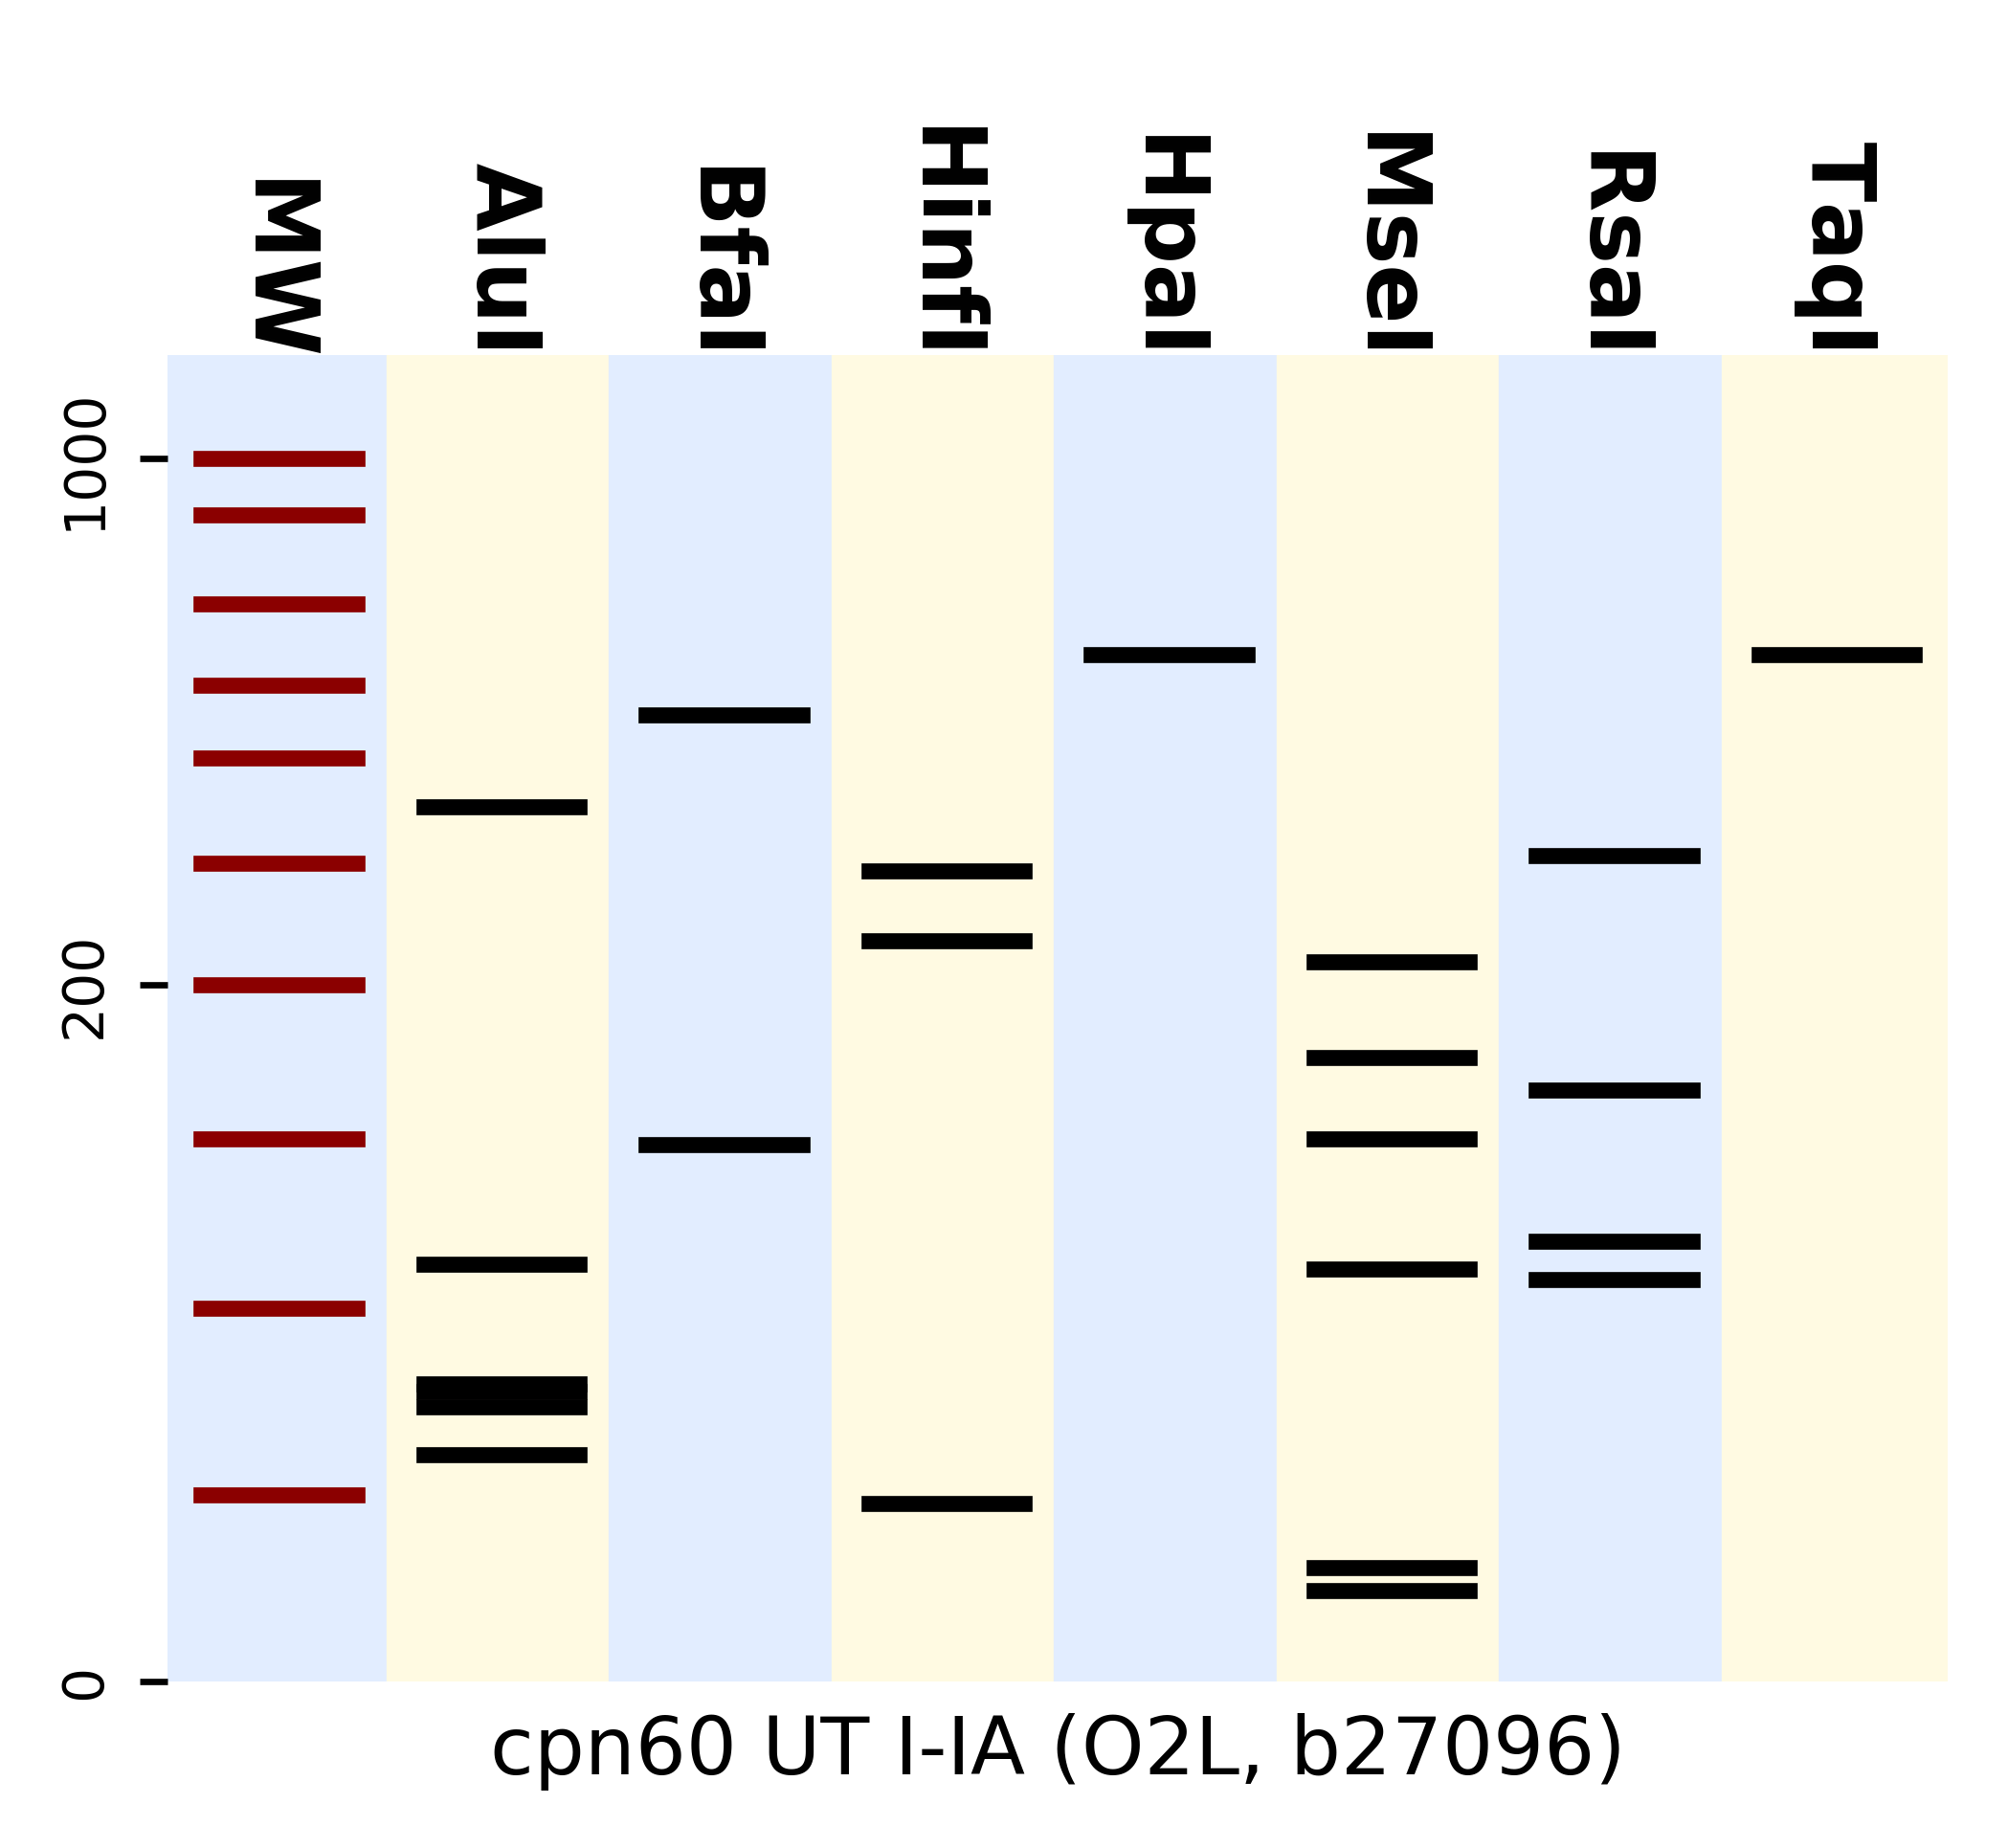 MW
AluI
BfaI
HinfI
HpaI
MseI
RsaI
TaqI
1000
200
0
cpn60 UT I-IA (O2L, b27096)